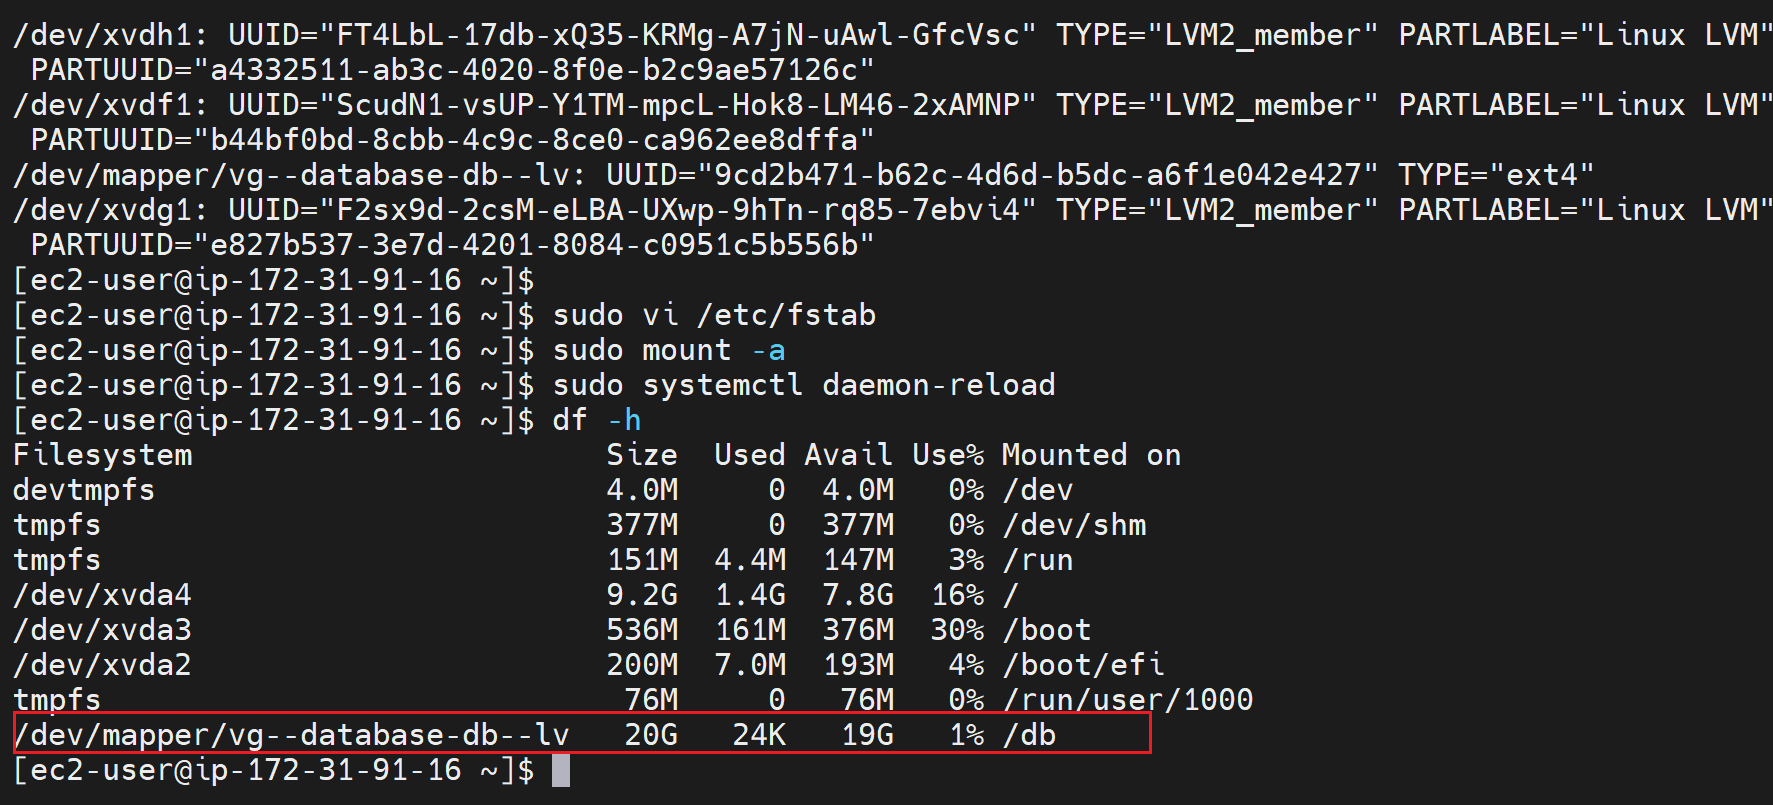 /dev/xvdh1: UUID="FT4LbL-17db-xQ35-KRMg-A7jN-uAwl-GfcVsc" TYPE="LVM2_member" PARTLABEL="Linux LVM"
 PARTUUID="a4332511-ab3c-4020-8f0e-b2c9ae57126c"
/dev/xvdf1: UUID="ScudN1-vsUP-Y1TM-mpcL-Hok8-LM46-2xAMNP" TYPE="LVM2_member" PARTLABEL="Linux LVM"
 PARTUUID="b44bf0bd-8cbb-4c9c-8ce0-ca962ee8dffa"
/dev/mapper/vg--database-db--lv: UUID="9cd2b471-b62c-4d6d-b5dc-a6f1e042e427" TYPE="ext4"
/dev/xvdg1: UUID="F2sx9d-2csM-eLBA-UXwp-9hTn-rq85-7ebvi4" TYPE="LVM2_member" PARTLABEL="Linux LVM"
 PARTUUID="e827b537-3e7d-4201-8084-c0951c5b556b"
[ec2-user@ip-172-31-91-16 ~]$
[ec2-user@ip-172-31-91-16 ~]$ sudo vi /etc/fstab
[ec2-user@ip-172-31-91-16 ~]$ sudo mount -a
[ec2-user@ip-172-31-91-16 ~]$ sudo systemctl daemon-reload
[ec2-user@ip-172-31-91-16 ~]$ df -h
Filesystem                       Size  Used Avail Use% Mounted on
devtmpfs                         4.0M     0  4.0M   0% /dev
tmpfs                            377M     0  377M   0% /dev/shm
tmpfs                            151M  4.4M  147M   3% /run
/dev/xvda4                       9.2G  1.4G  7.8G  16% /
/dev/xvda3                       536M  161M  376M  30% /boot
/dev/xvda2                       200M  7.0M  193M   4% /boot/efi
tmpfs                             76M     0   76M   0% /run/user/1000
/dev/mapper/vg--database-db--lv   20G   24K   19G   1% /db
[ec2-user@ip-172-31-91-16 ~]$